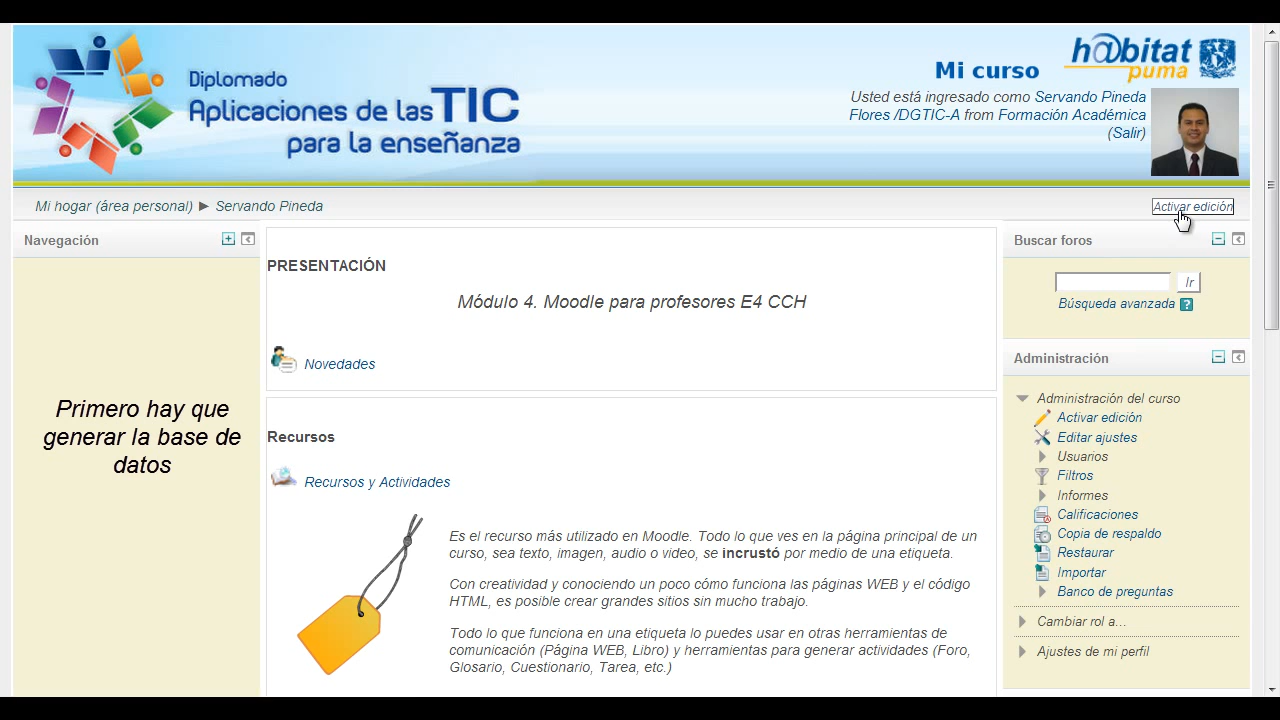 Diplomado
Aplicaciones de las TIC
para la enseñanza
Mi curso
h@bitat
puma
Usted está ingresado como Servando Pineda
Flores /DGTIC-A from Formación Académica
(Salir)
Mi hogar (área personal) ► Servando Pineda
Activar edición
Navegación
Primero hay que
generar la base de
datos
PRESENTACIÓN
Módulo 4. Moodle para profesores E4 CCH
Novedades
Recursos
Recursos y Actividades
Es el recurso más utilizado en Moodle. Todo lo que ves en la página principal de un
curso, sea texto, imagen, audio o video, se incrustó por medio de una etiqueta.
Con creatividad y conociendo un poco cómo funciona las páginas WEB y el código
HTML, es posible crear grandes sitios sin mucho trabajo.
Todo lo que funciona en una etiqueta lo puedes usar en otras herramientas de
comunicación (Página WEB, Libro) y herramientas para generar actividades (Foro,
Glosario, Cuestionario, Tarea, etc.)
Buscar foros
Ir
Búsqueda avanzada ?
Administración
Administración del curso
Activar edición
Editar ajustes
Usuarios
Filtros
Informes
Calificaciones
Copia de respaldo
Restaurar
Importar
Banco de preguntas
Cambiar rol a...
Ajustes de mi perfil